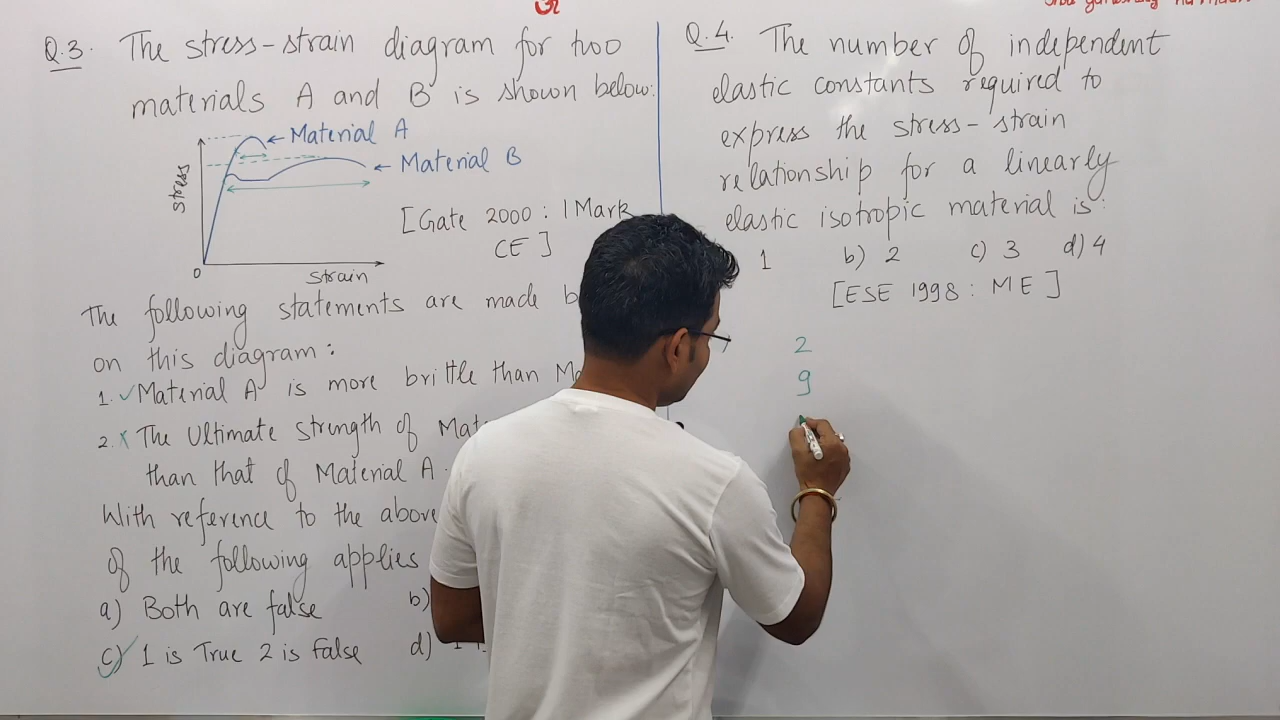 Q.3. The stress-strain diagram for two
materials A and B is shown below:
← Material A
← Material B
stress
0
strain
[Gate 2000: 1 Mark
CE]
The following statements are made
on this diagram:
1. ✓ Material A is more brittle than
2. x The Ultimate strength of
than that of Material A.
With reference to the above
of the following applies
a) Both are false
b)
c) 1 is True 2 is false
d)
Q.4. The number of independent
elastic constants required to
express the stress-strain
relationship for a linearly
elastic isotropic material is:
1 b) 2 c) 3 d) 4
[ESE 1998: ME]
2
9